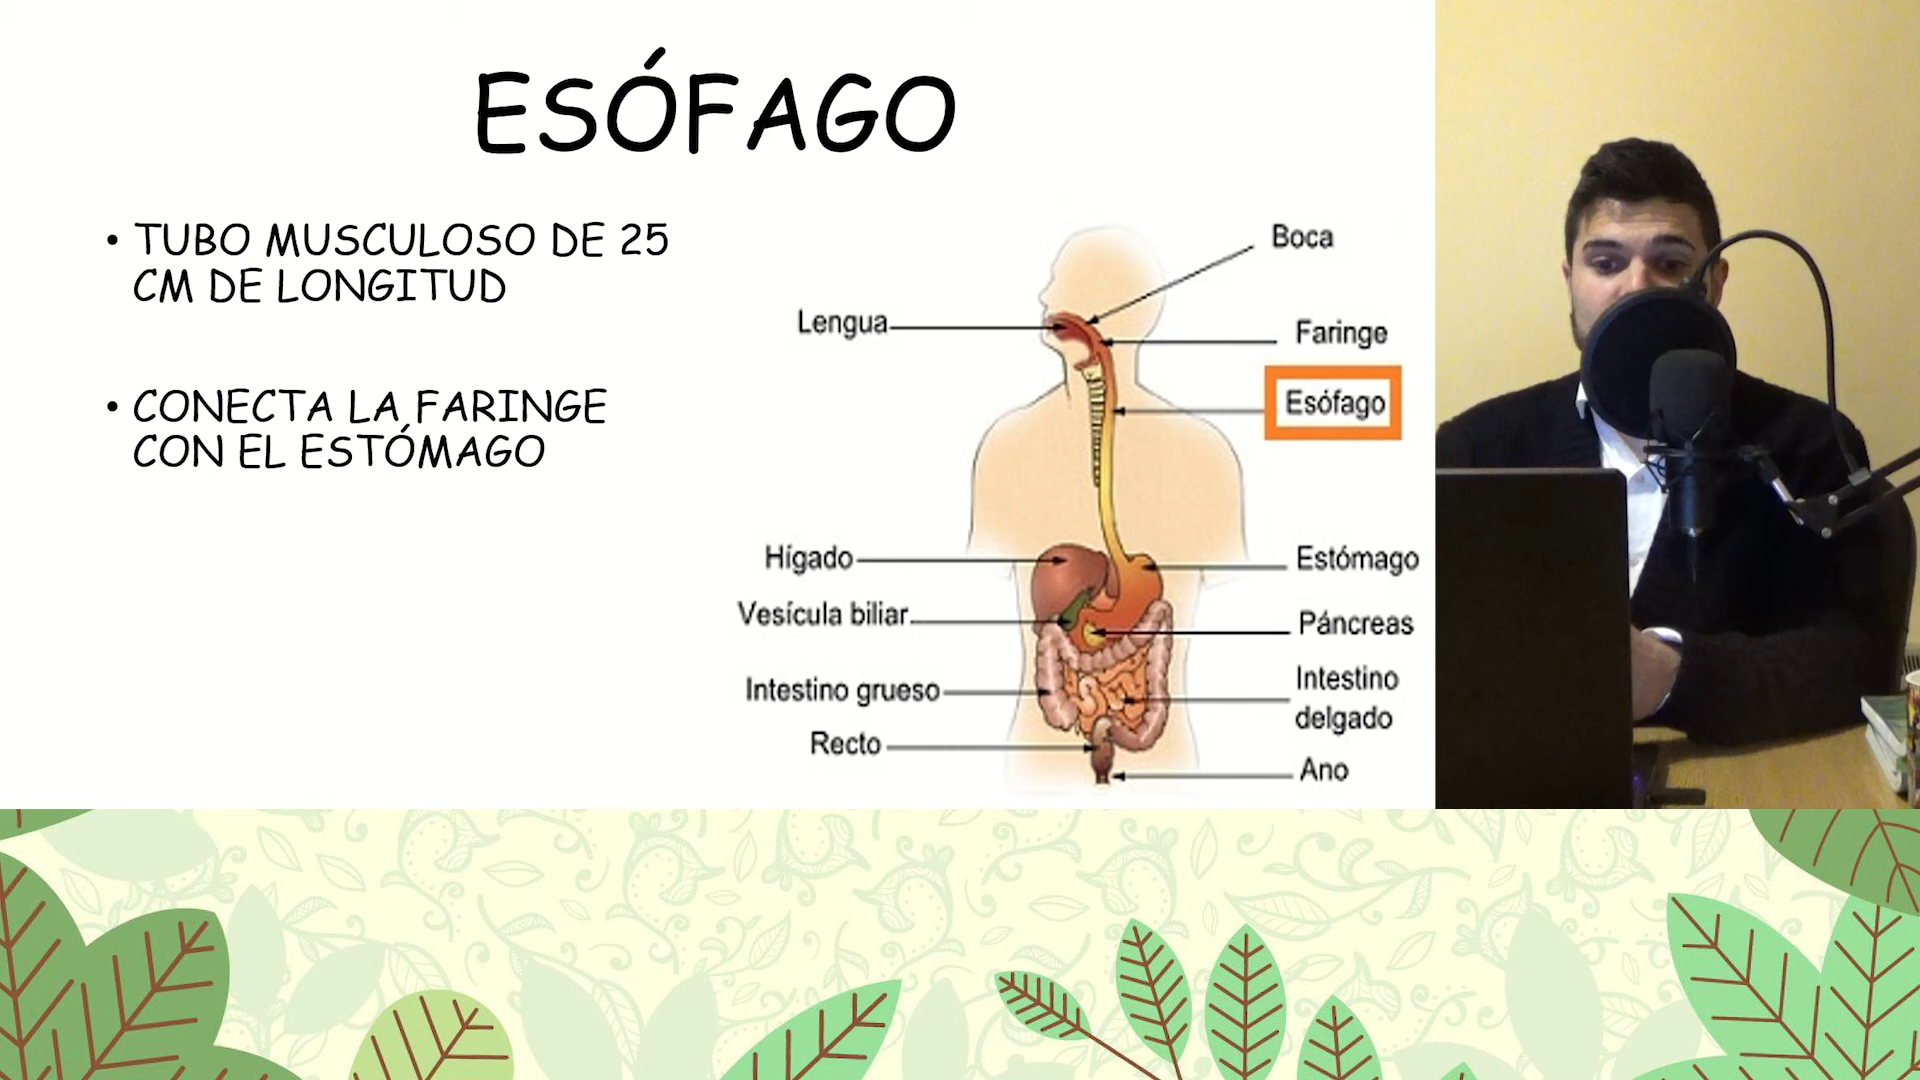 ESÓFAGO
• TUBO MUSCULOSO DE 25
CM DE LONGITUD
• CONECTA LA FARINGE
CON EL ESTÓMAGO
Boca
Lengua
Faringe
Esófago
Hígado
Estómago
Vesícula biliar
Páncreas
Intestino grueso
Intestino
delgado
Recto
Ano